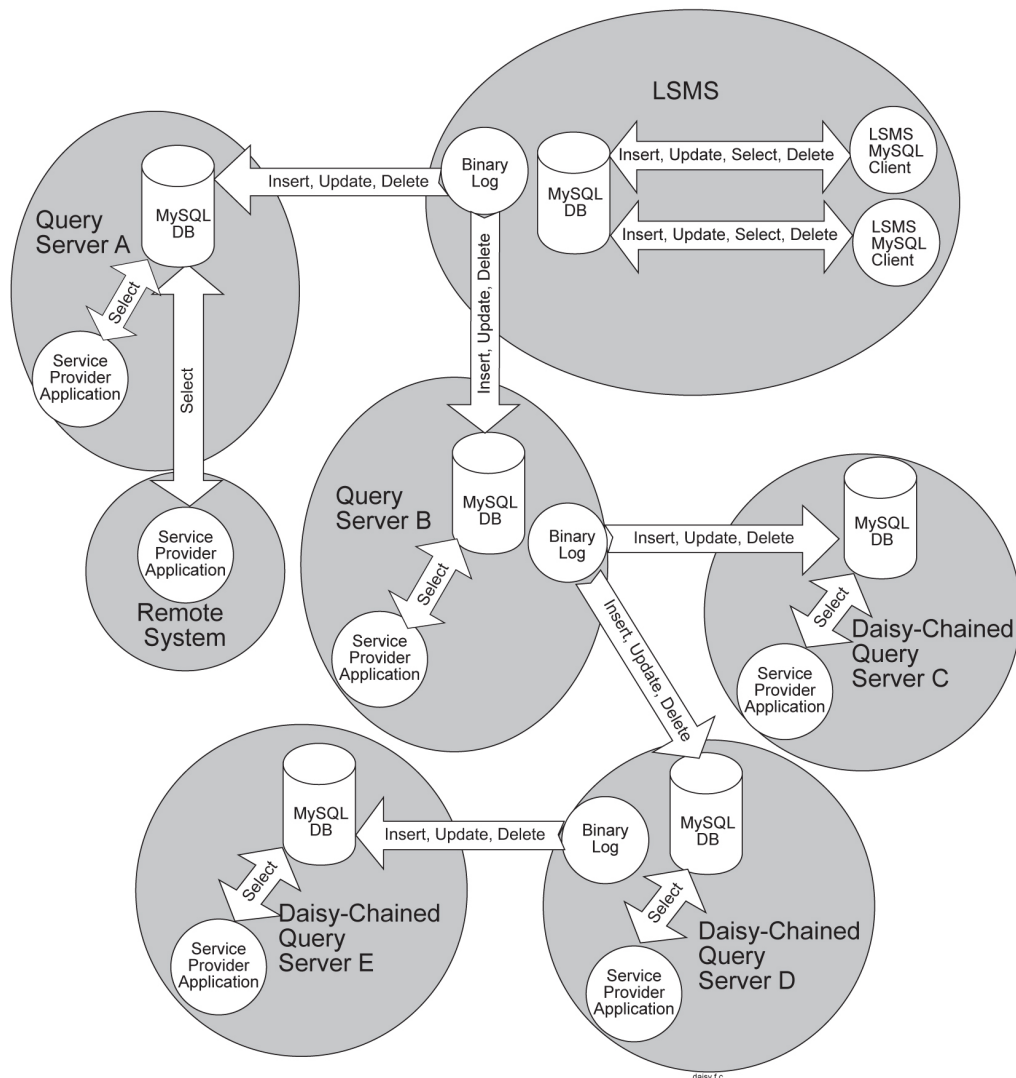 LSMS
LSMS
MySQL
Client
Insert, Update, Select, Delete
MySQL
DB
Binary
Log
Insert, Update, Delete
MySQL
DB
Query
Server A
Insert, Update, Select, Delete
LSMS
MySQL
Client
Insert, Update, Delete
Select
Service
Provider
Application
Select
Service
Provider
Application
Remote
System
Query
Server B
MySQL
DB
Binary
Log
Insert, Update, Delete
MySQL
DB
Select
Service
Provider
Application
Select
Service
Provider
Application
Daisy-Chained
Query
Server C
Insert, Update, Delete
MySQL
DB
Insert, Update, Delete
Binary
Log
MySQL
DB
Select
Service
Provider
Application
Daisy-Chained
Query
Server E
Select
Service
Provider
Application
Daisy-Chained
Query
Server D
daisy.f.c